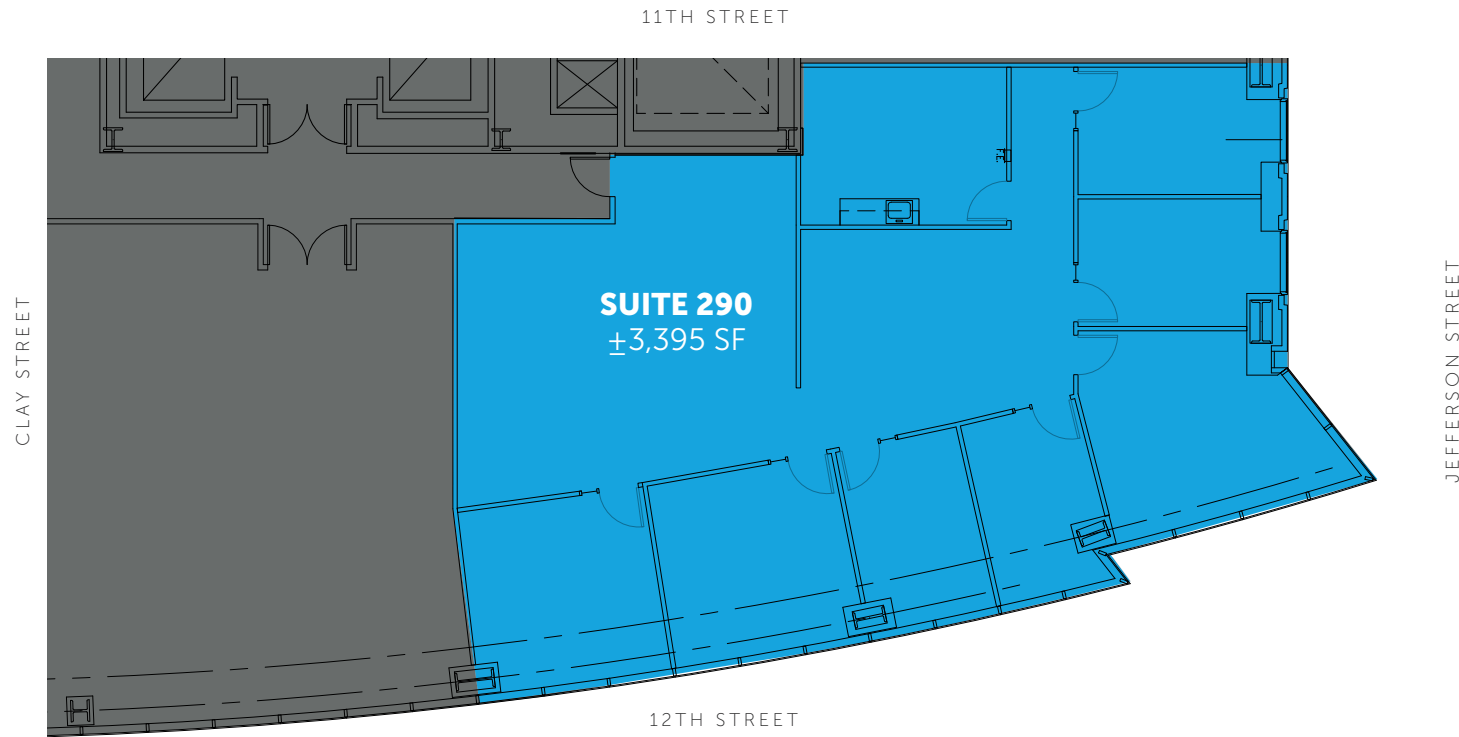 11TH STREET
CLAY STREET
SUITE 290
±3,395 SF
JEFFERSON STREET
12TH STREET